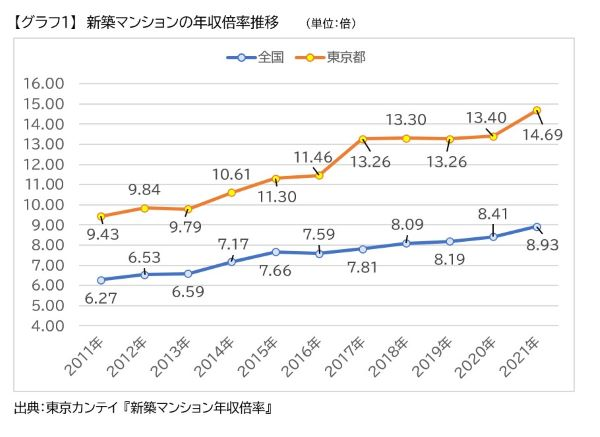 【グラフ1】 新築マンションの年収倍率推移 （単位：倍）
全国 東京都
16.00
15.00
14.00
13.00
12.00
11.00
10.00
9.00
8.00
7.00
6.00
5.00
4.00
9.43 9.84 9.79 10.61 11.30 11.46 13.26 13.30 13.26 13.40 14.69
6.27 6.53 6.59 7.17 7.66 7.59 7.81 8.09 8.19 8.41 8.93
2011年 2012年 2013年 2014年 2015年 2016年 2017年 2018年 2019年 2020年 2021年
出典：東京カンテイ『新築マンション年収倍率』